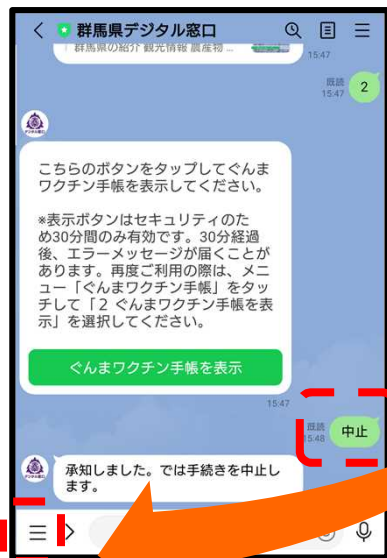 群馬県デジタル窓口
群馬県の紹介 観光情報 農産物 ...
15:47
既読
15:47
2
こちらのボタンをタップしてぐんま
ワクチン手帳を表示してください。
*表示ボタンはセキュリティのた
め30分間のみ有効です。30分経過
後、エラーメッセージが届くことが
あります。再度ご利用の際は、メニ
ュー「ぐんまワクチン手帳」をタッ
チして「2 ぐんまワクチン手帳を表
示」を選択してください。
ぐんまワクチン手帳を表示
15:47
既読
15:48
中止
承知しました。では手続きを中止し
ます。